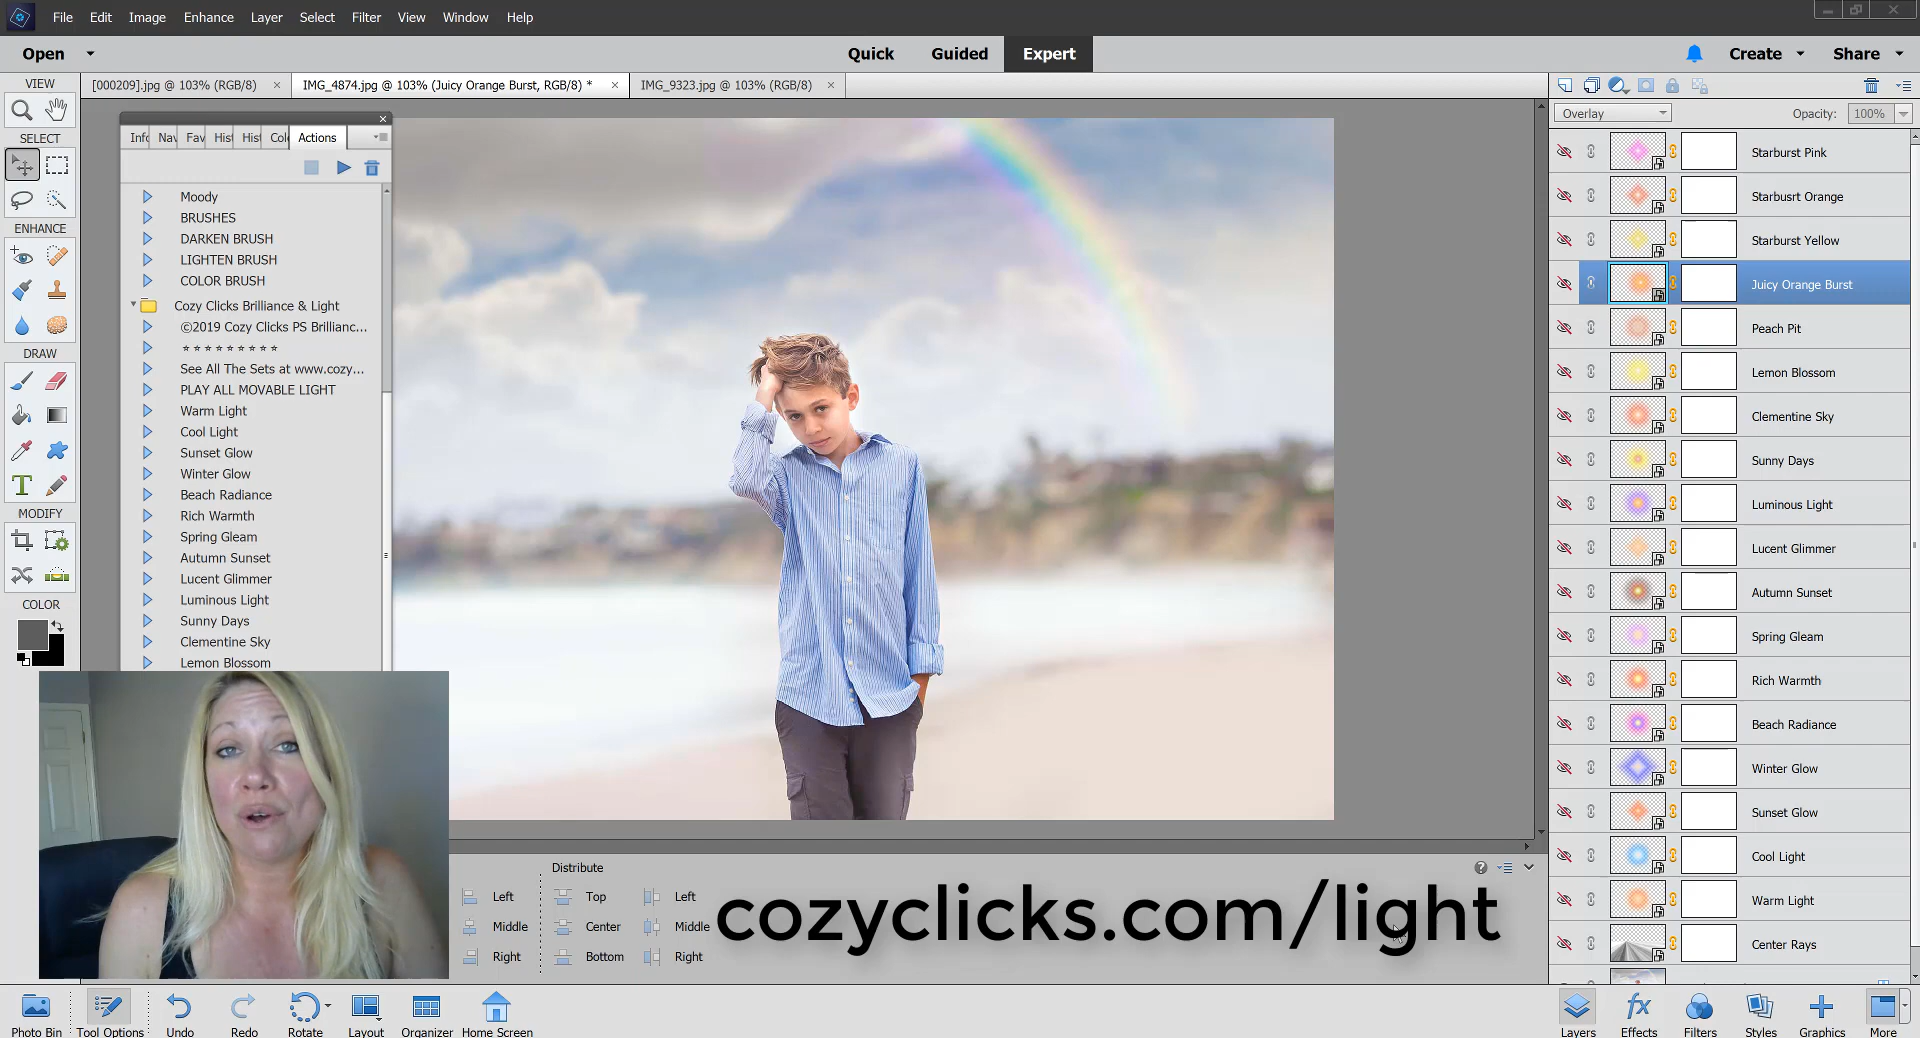 File Edit Image Enhance Layer Select Filter View Window Help
Open Quick Guided Expert Create Share
VIEW
[000209].jpg @ 103% (RGB/8) × IMG_4874.jpg @ 103% (Juicy Orange Burst, RGB/8) * × IMG_9323.jpg @ 103% (RGB/8) ×
SELECT
ENHANCE
DRAW
MODIFY
COLOR
Info Nav Fav Hist Hist Colo Actions
Moody
BRUSHES
DARKEN BRUSH
LIGHTEN BRUSH
COLOR BRUSH
Cozy Clicks Brilliance & Light
©2019 Cozy Clicks PS Brillianc...
*********
See All The Sets at www.cozy...
PLAY ALL MOVABLE LIGHT
Warm Light
Cool Light
Sunset Glow
Winter Glow
Beach Radiance
Rich Warmth
Spring Gleam
Autumn Sunset
Lucent Glimmer
Luminous Light
Sunny Days
Clementine Sky
Lemon Blossom
Overlay Opacity: 100%
Starburst Pink
Starbusrt Orange
Starburst Yellow
Juicy Orange Burst
Peach Pit
Lemon Blossom
Clementine Sky
Sunny Days
Luminous Light
Lucent Glimmer
Autumn Sunset
Spring Gleam
Rich Warmth
Beach Radiance
Winter Glow
Sunset Glow
Cool Light
Warm Light
Center Rays
Distribute
Left Top Left
Middle Center Middle
Right Bottom Right
cozyclicks.com/light
Photo Bin Tool Options Undo Redo Rotate Layout Organizer Home Screen Layers Effects Filters Styles Graphics More